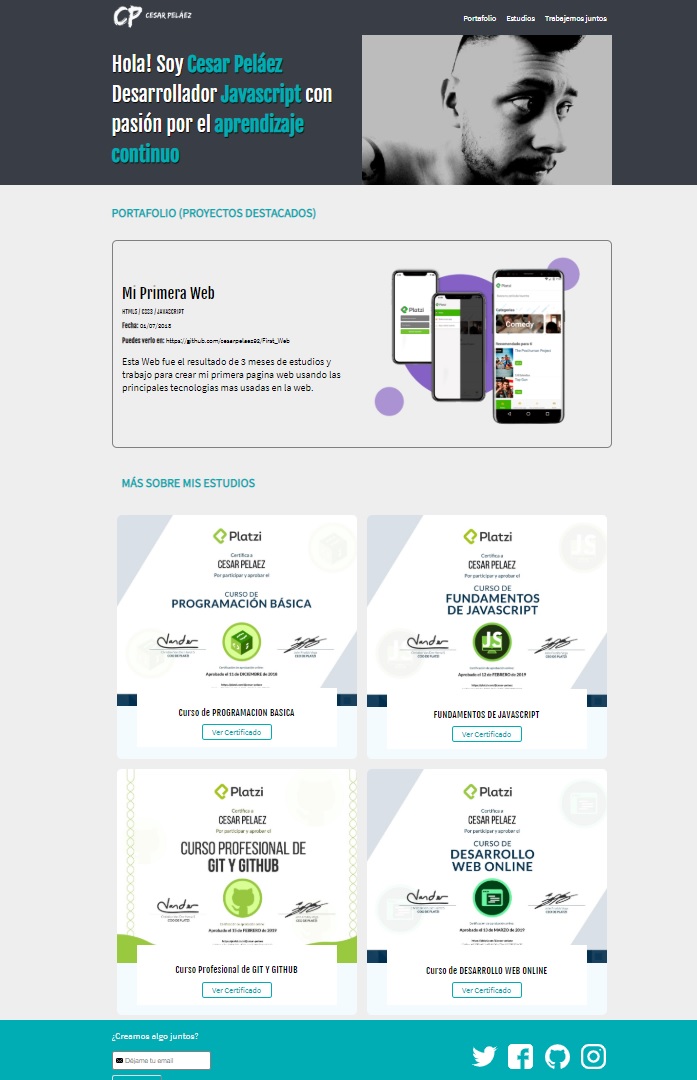 CP CESAR PELÁEZ
Portafolio Estudios Trabajemos juntos
Hola! Soy Cesar Peláez
Desarrollador Javascript con
pasión por el aprendizaje
continuo
PORTAFOLIO (PROYECTOS DESTACADOS)
Mi Primera Web
HTML5 / CSS3 / JAVASCRIPT
Fecha: 01/07/2018
Puedes verlo en: https://github.com/cesarpelaez92/First_Web
Esta Web fue el resultado de 3 meses de estudios y
trabajo para crear mi primera pagina web usando las
principales tecnologias mas usadas en la web.
Platzi
Platzi
Categorías
Comedy
MÁS SOBRE MIS ESTUDIOS
Platzi
Certifica a
CESAR PELAEZ
Por participar y aprobar el
CURSO DE
PROGRAMACIÓN BÁSICA
Aprobado el 11 de DICIEMBRE de 2018
Curso de PROGRAMACION BASICA
Ver Certificado
Platzi
Certifica a
CESAR PELAEZ
Por participar y aprobar el
CURSO DE
FUNDAMENTOS
DE JAVASCRIPT
JS
JS
Aprobado el 12 de FEBRERO de 2019
FUNDAMENTOS DE JAVASCRIPT
Ver Certificado
Platzi
Certifica a
CESAR PELAEZ
Por participar y aprobar el
CURSO PROFESIONAL DE
GIT Y GITHUB
Aprobado el 15 de FEBRERO de 2019
Curso Profesional de GIT Y GITHUB
Ver Certificado
Platzi
Certifica a
CESAR PELAEZ
Por participar y aprobar el
CURSO DE
DESARROLLO
WEB ONLINE
Aprobado el 10 de MARZO de 2019
Curso de DESARROLLO WEB ONLINE
Ver Certificado
¿Creamos algo juntos?
Déjame tu email